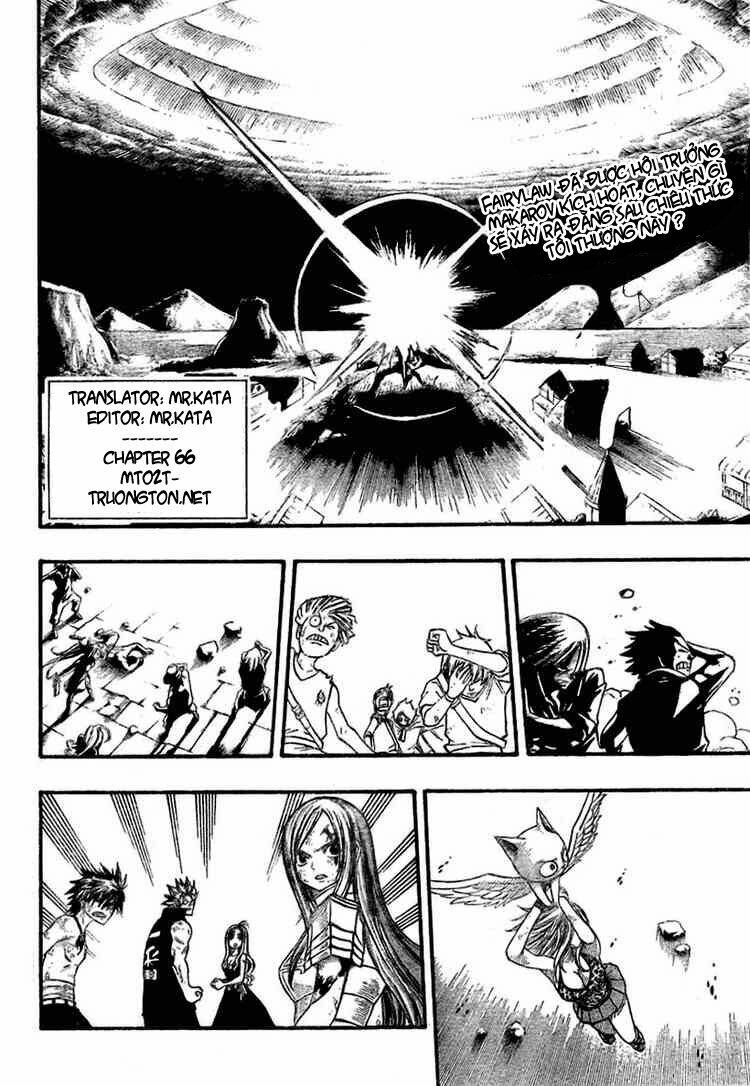 FAIRYLAW ĐÃ ĐƯỢC HỘI TRƯỞNG
MAKAROV KÍCH HOẠT, CHUYỆN GÌ
SẼ XẢY RA ĐẰNG SAU CHIÊU THỨC
TỐI THƯỢNG NÀY ?
TRANSLATOR: MR.KATA
EDITOR: MR.KATA
-------
CHAPTER 66
MTO2T-
TRUONGTON.NET